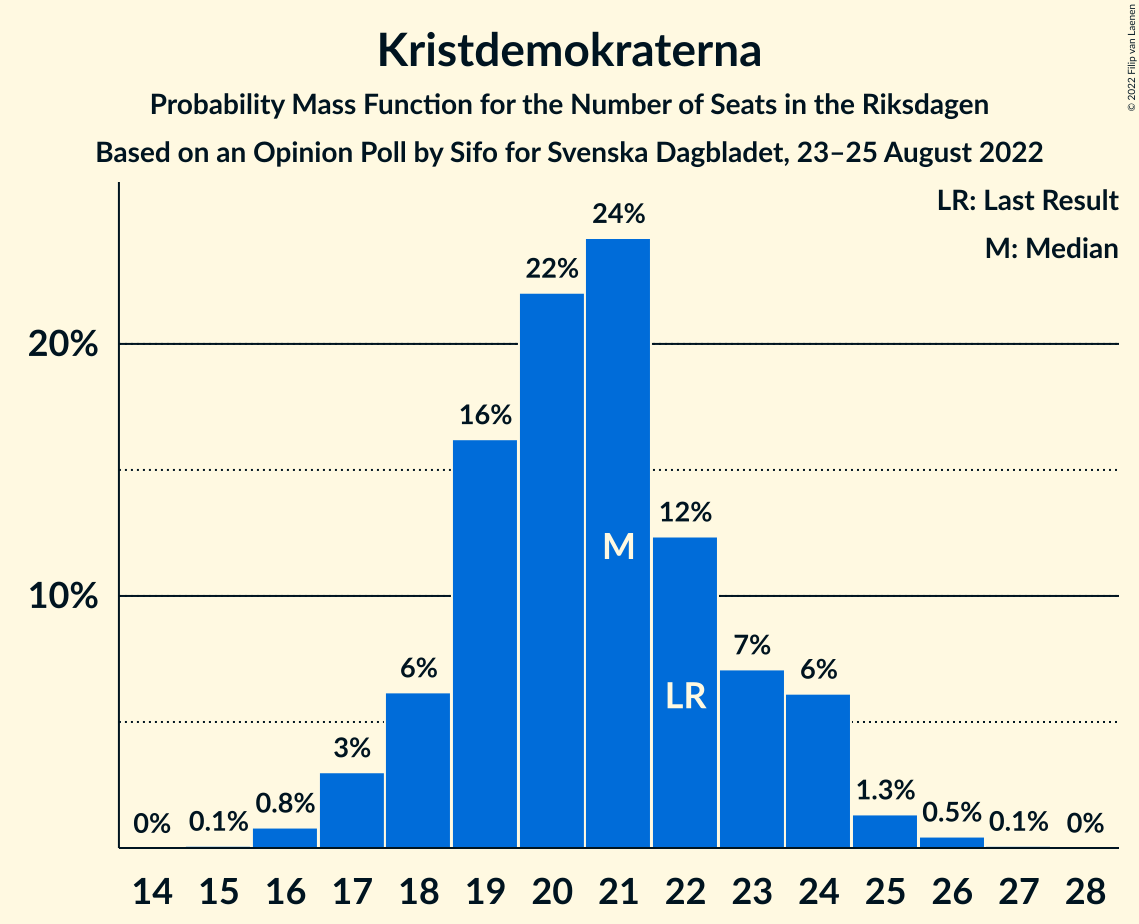 Kristdemokraterna
Probability Mass Function for the Number of Seats in the Riksdagen
Based on an Opinion Poll by Sifo for Svenska Dagbladet, 23–25 August 2022
© 2022 Filip van Laenen
LR: Last Result
M: Median
24%
22%
20%
16%
12%
M
10%
7%
6%
6%
LR
3%
0% 0.1% 0.8% 1.3% 0.5% 0.1% 0%
14 15 16 17 18 19 20 21 22 23 24 25 26 27 28